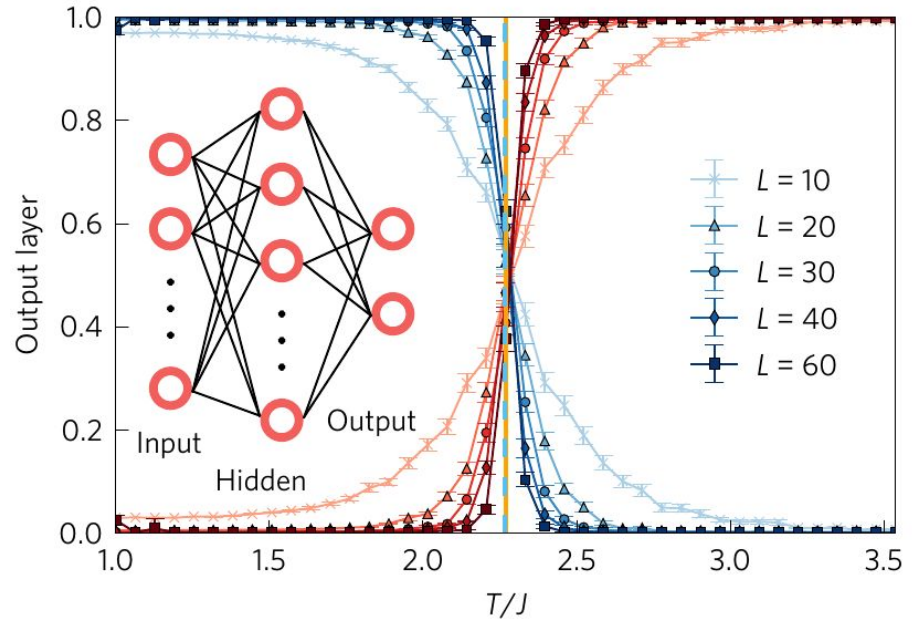 1.0
0.8
0.6
0.4
0.2
0.0
Output layer
Input
Hidden
Output
L = 10
L = 20
L = 30
L = 40
L = 60
1.0 1.5 2.0 2.5 3.0 3.5
T/J